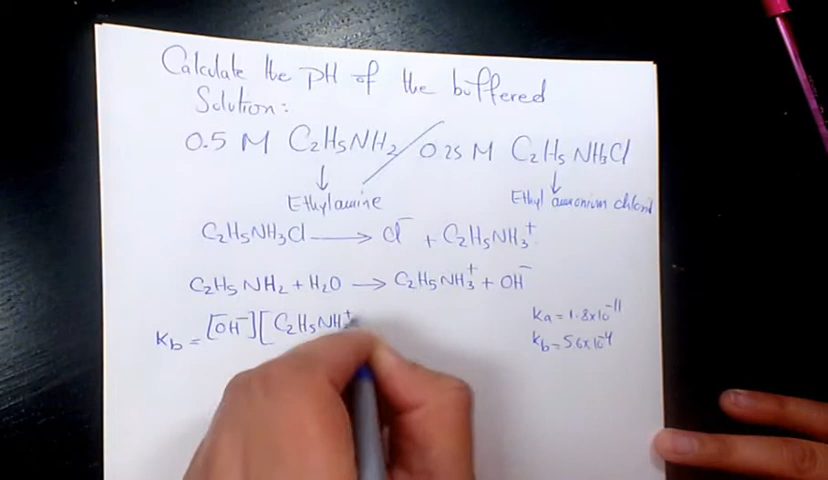 Calculate the pH of the buffered
Solution:
0.5 M C2H5NH2 / 0.25 M C2H5NH3Cl
↓ ↓
Ethylamine Ethyl ammonium chlorid
C2H5NH3Cl → Cl⁻ + C2H5NH3⁺
C2H5NH2 + H2O → C2H5NH3⁺ + OH⁻
Kb = [OH⁻][C2H5NH3⁺
Ka = 1.8x10⁻¹¹
Kb = 5.6x10⁻⁴